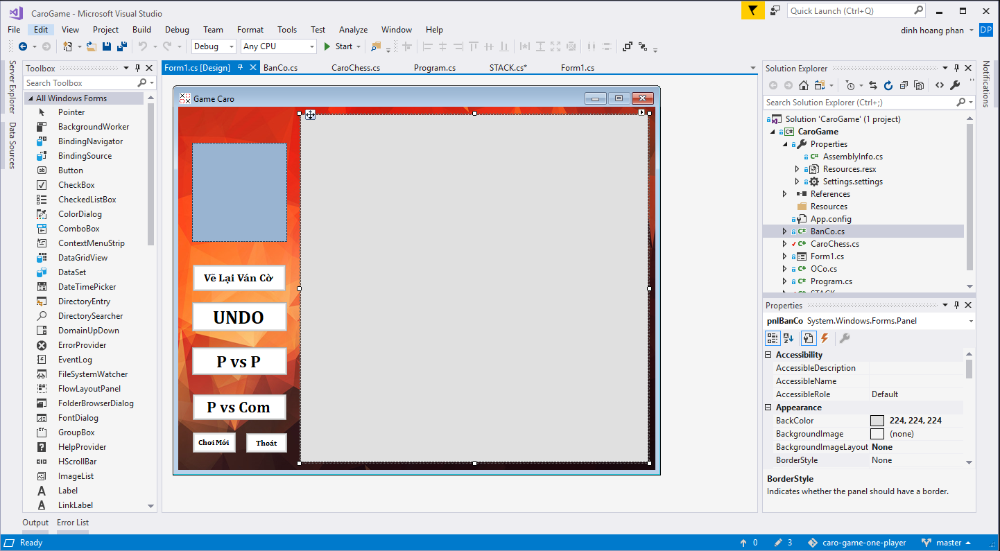 CaroGame - Microsoft Visual Studio
Quick Launch (Ctrl+Q)
File Edit View Project Build Debug Team Format Tools Test Analyze Window Help
dinh hoang phan DP
Debug Any CPU Start
Server Explorer
Data Sources
Toolbox
Search Toolbox
All Windows Forms
Pointer
BackgroundWorker
BindingNavigator
BindingSource
Button
CheckBox
CheckedListBox
ColorDialog
ComboBox
ContextMenuStrip
DataGridView
DataSet
DateTimePicker
DirectoryEntry
DirectorySearcher
DomainUpDown
ErrorProvider
EventLog
FileSystemWatcher
FlowLayoutPanel
FolderBrowserDialog
FontDialog
GroupBox
HelpProvider
HScrollBar
ImageList
Label
LinkLabel
Form1.cs [Design] BanCo.cs CaroChess.cs Program.cs STACK.cs* Form1.cs
Game Caro
Vẽ Lại Ván Cờ
UNDO
P vs P
P vs Com
Chơi Mới Thoát
Solution Explorer
Search Solution Explorer (Ctrl+;)
Solution 'CaroGame' (1 project)
CaroGame
Properties
AssemblyInfo.cs
Resources.resx
Settings.settings
References
Resources
App.config
BanCo.cs
CaroChess.cs
Form1.cs
OCo.cs
Program.cs
Notifications
Properties
pnlBanCo System.Windows.Forms.Panel
Accessibility
AccessibleDescription
AccessibleName
AccessibleRole Default
Appearance
BackColor 224, 224, 224
BackgroundImage (none)
BackgroundImageLayout None
BorderStyle None
BorderStyle
Indicates whether the panel should have a border.
Output Error List
Ready
0 3 caro-game-one-player master